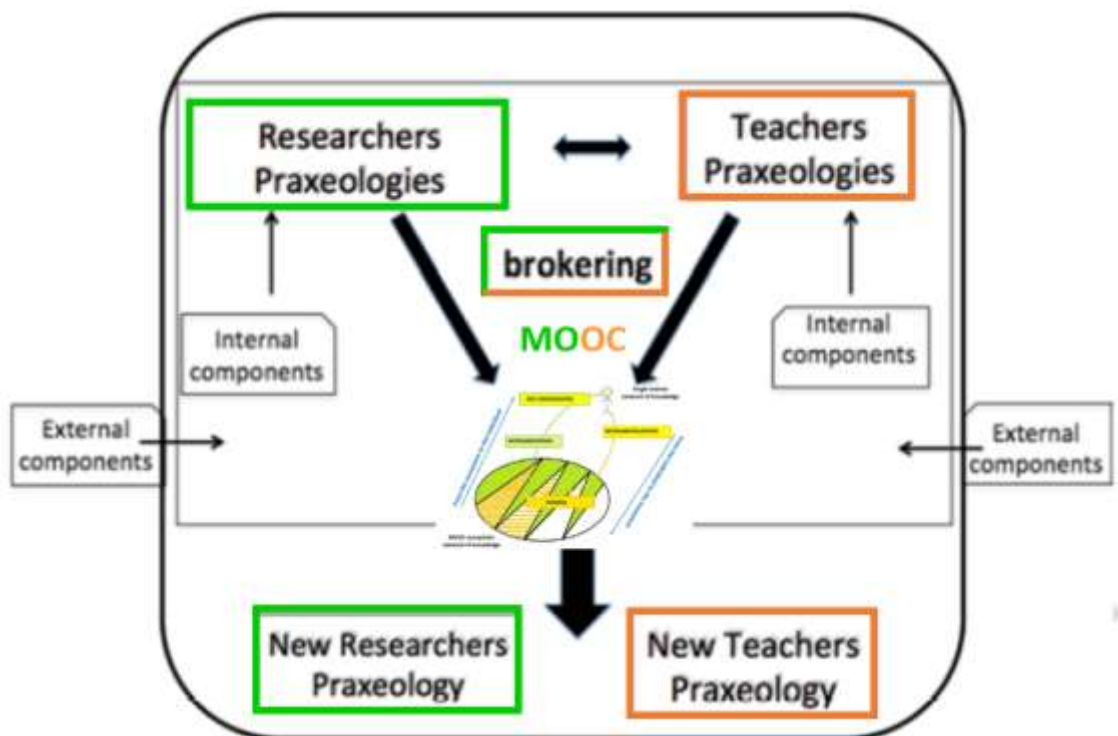 Researchers
Praxeologies
Teachers
Praxeologies
brokering
MOOC
Internal
components
Internal
components
External
components
External
components
New Researchers
Praxeology
New Teachers
Praxeology